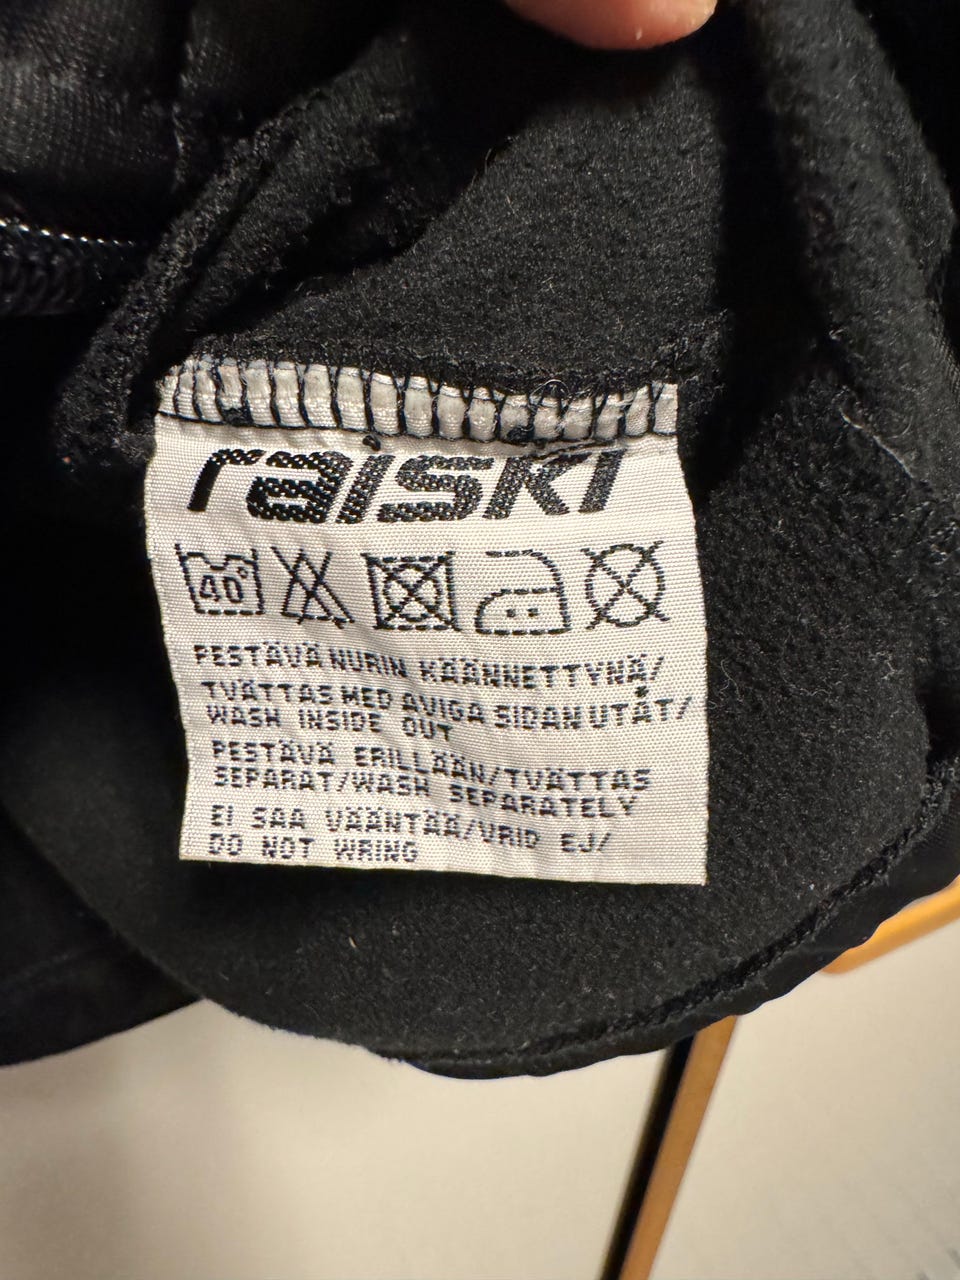 raiski
40°
PESTÄVÄ NURIN KÄÄNNETTYNÄ/
TVÄTTAS MED AVIGA SIDAN UTÅT/
WASH INSIDE OUT
PESTÄVÄ ERILLÄÄN/TVÄTTAS
SEPARAT/WASH SEPARATELY
EI SAA VÄÄNTÄÄ/VRID EJ/
DO NOT WRING